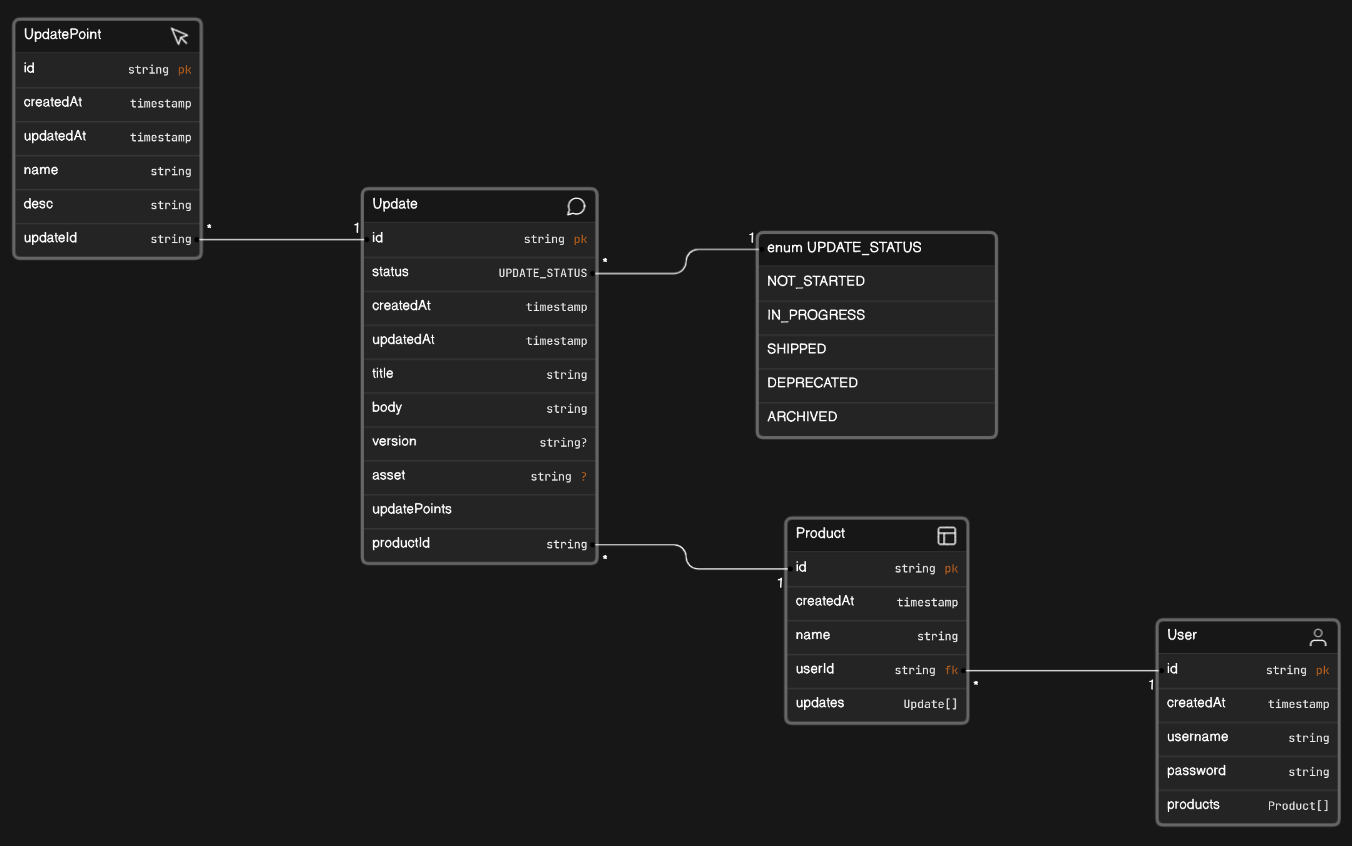 UpdatePoint
id string pk
createdAt timestamp
updatedAt timestamp
name string
desc string
updateId string
*
1
Update
id string pk
status UPDATE_STATUS
createdAt timestamp
updatedAt timestamp
title string
body string
version string?
asset string ?
updatePoints
productId string
*
1
enum UPDATE_STATUS
NOT_STARTED
IN_PROGRESS
SHIPPED
DEPRECATED
ARCHIVED
*
1
Product
id string pk
createdAt timestamp
name string
userId string fk
updates Update[]
*
1
User
id string pk
createdAt timestamp
username string
password string
products Product[]